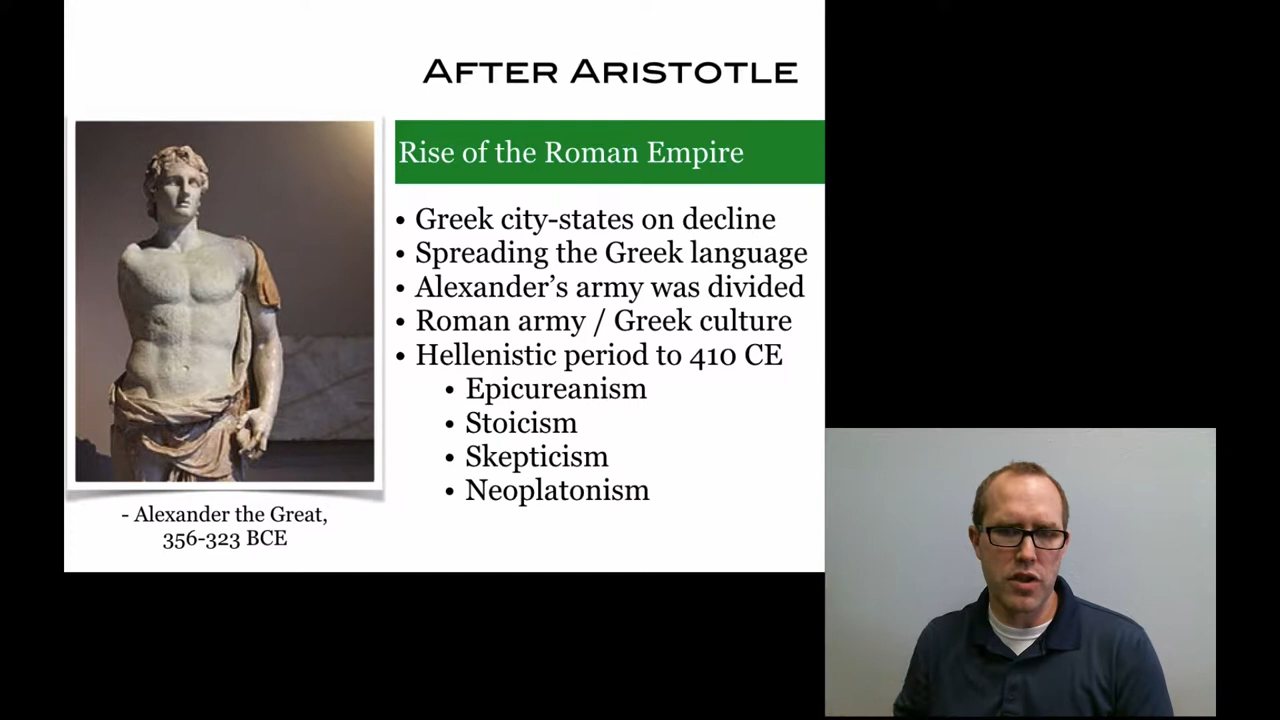 AFTER ARISTOTLE
Rise of the Roman Empire
• Greek city-states on decline
• Spreading the Greek language
• Alexander's army was divided
• Roman army / Greek culture
• Hellenistic period to 410 CE
• Epicureanism
• Stoicism
• Skepticism
• Neoplatonism
- Alexander the Great,
356-323 BCE